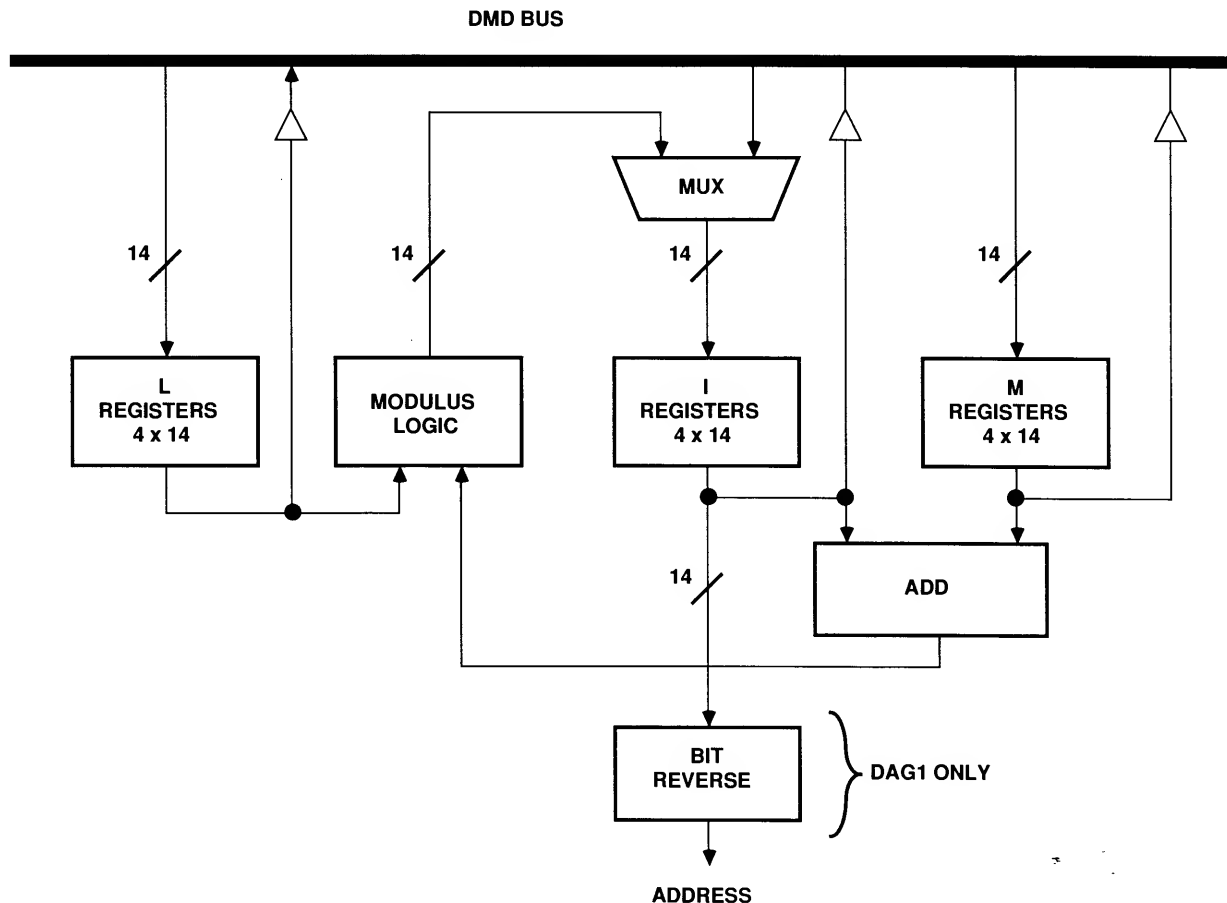 DMD BUS
MUX
14
14
14
14
L
REGISTERS
4 x 14
MODULUS
LOGIC
I
REGISTERS
4 x 14
M
REGISTERS
4 x 14
14
ADD
BIT
REVERSE
DAG1 ONLY
ADDRESS